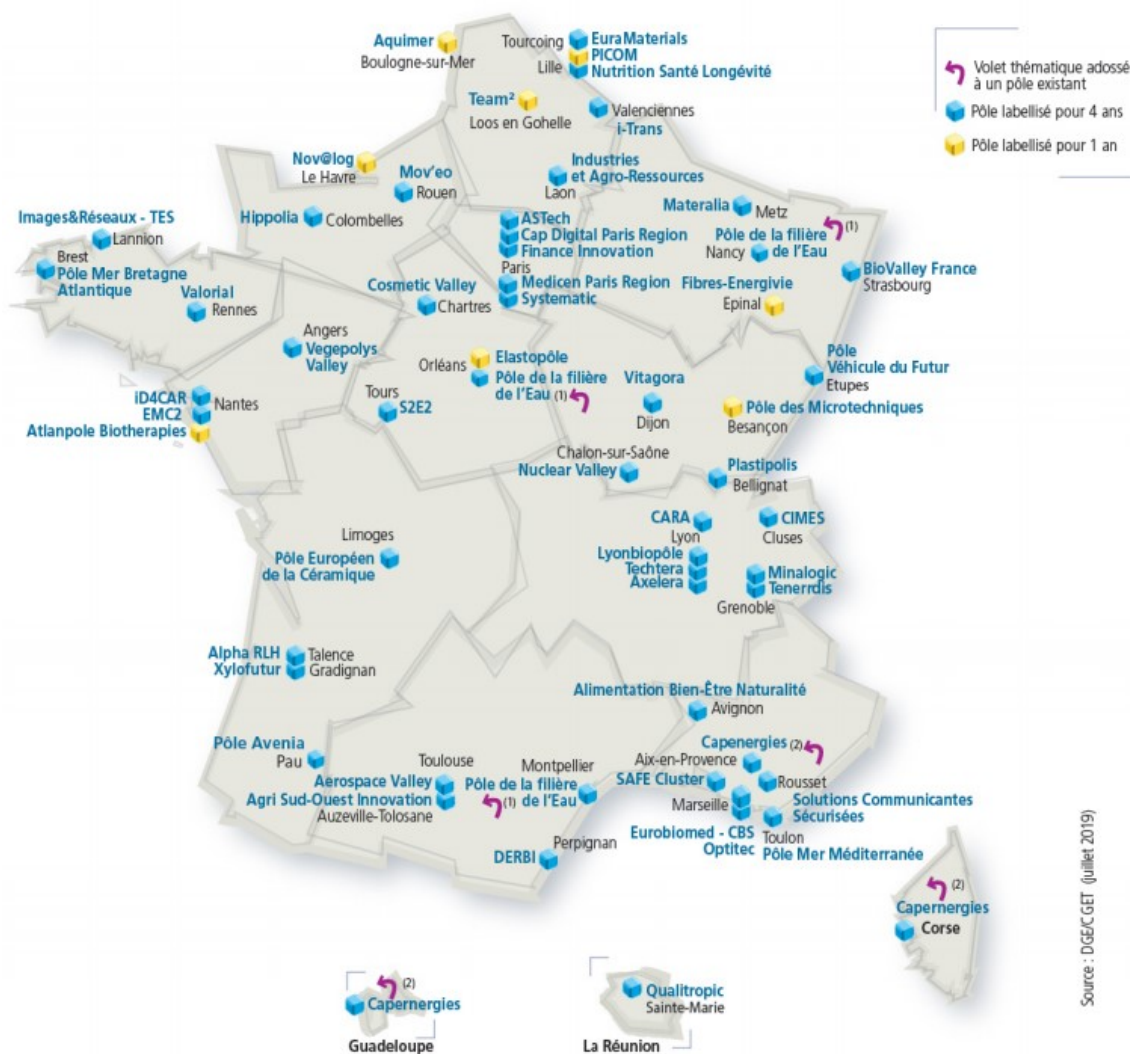 Aquimer
Boulogne-sur-Mer
Tourcoing
EuraMaterials
PICOM
Lille
Nutrition Santé Longévité
Volet thématique adossé
à un pôle existant
Pôle labellisé pour 4 ans
Pôle labellisé pour 1 an
Team²
Loos en Gohelle
Valenciennes
i-Trans
Nov@log
Le Havre
Mov'eo
Rouen
Industries
et Agro-Ressources
Laon
Hippolia
Colombelles
Images&Réseaux - TES
Lannion
Brest
Pôle Mer Bretagne
Atlantique
Valorial
Rennes
ASTech
Cap Digital Paris Region
Finance Innovation
Paris
Medicen Paris Region
Systematic
Materalia
Metz
Pôle de la filière
de l'Eau
(1)
Nancy
BioValley France
Strasbourg
Fibres-Energivie
Epinal
Cosmetic Valley
Chartres
Angers
Vegepolys
Valley
Orléans
Elastopôle
Pôle de la filière
de l'Eau (1)
Vitagora
Dijon
Pôle
Véhicule du Futur
Etupes
Pôle des Microtechniques
Besançon
iD4CAR
EMC2
Nantes
Atlanpole Biotherapies
Tours
S2E2
Chalon-sur-Saône
Nuclear Valley
Plastipolis
Bellignat
Limoges
Pôle Européen
de la Céramique
CARA
Lyon
Lyonbiopôle
Techtera
Axelera
CIMES
Cluses
Minalogic
Tenerrdis
Grenoble
Alpha RLH
Talence
Xylofutur
Gradignan
Alimentation Bien-Être Naturalité
Avignon
Pôle Avenia
Pau
Toulouse
Aerospace Valley
Agri Sud-Ouest Innovation
Auzeville-Tolosane
(1)
Montpellier
Pôle de la filière
de l'Eau
Perpignan
DERBI
Capenergies (2)
Aix-en-Provence
SAFE Cluster
Rousset
Marseille
Solutions Communicantes
Sécurisées
Eurobiomed - CBS
Optitec
Toulon
Pôle Mer Méditerranée
(2)
Capernergies
Corse
(2)
Capernergies
Guadeloupe
Qualitropic
Sainte-Marie
La Réunion
Source : DGE/CGET (juillet 2019)